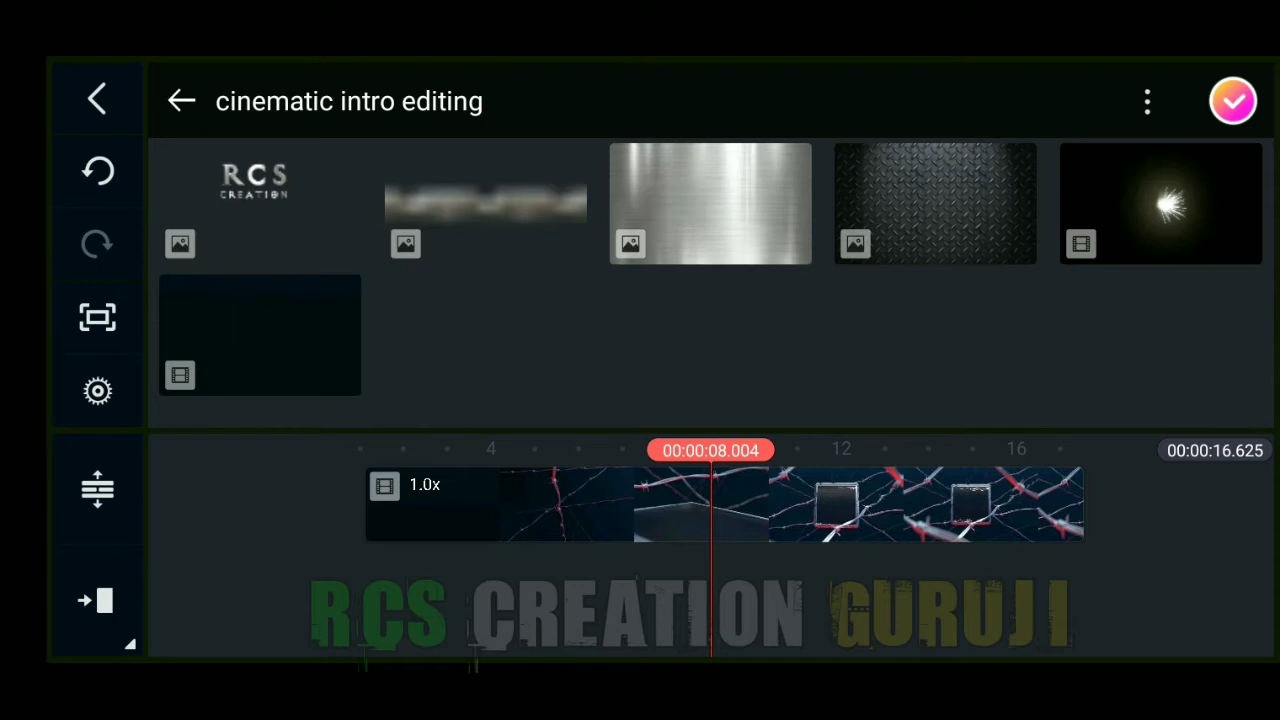 cinematic intro editing
RCS
CREATION
4
00:00:08.004
12
16
00:00:16.625
1.0x
RCS CREATION GURUJI